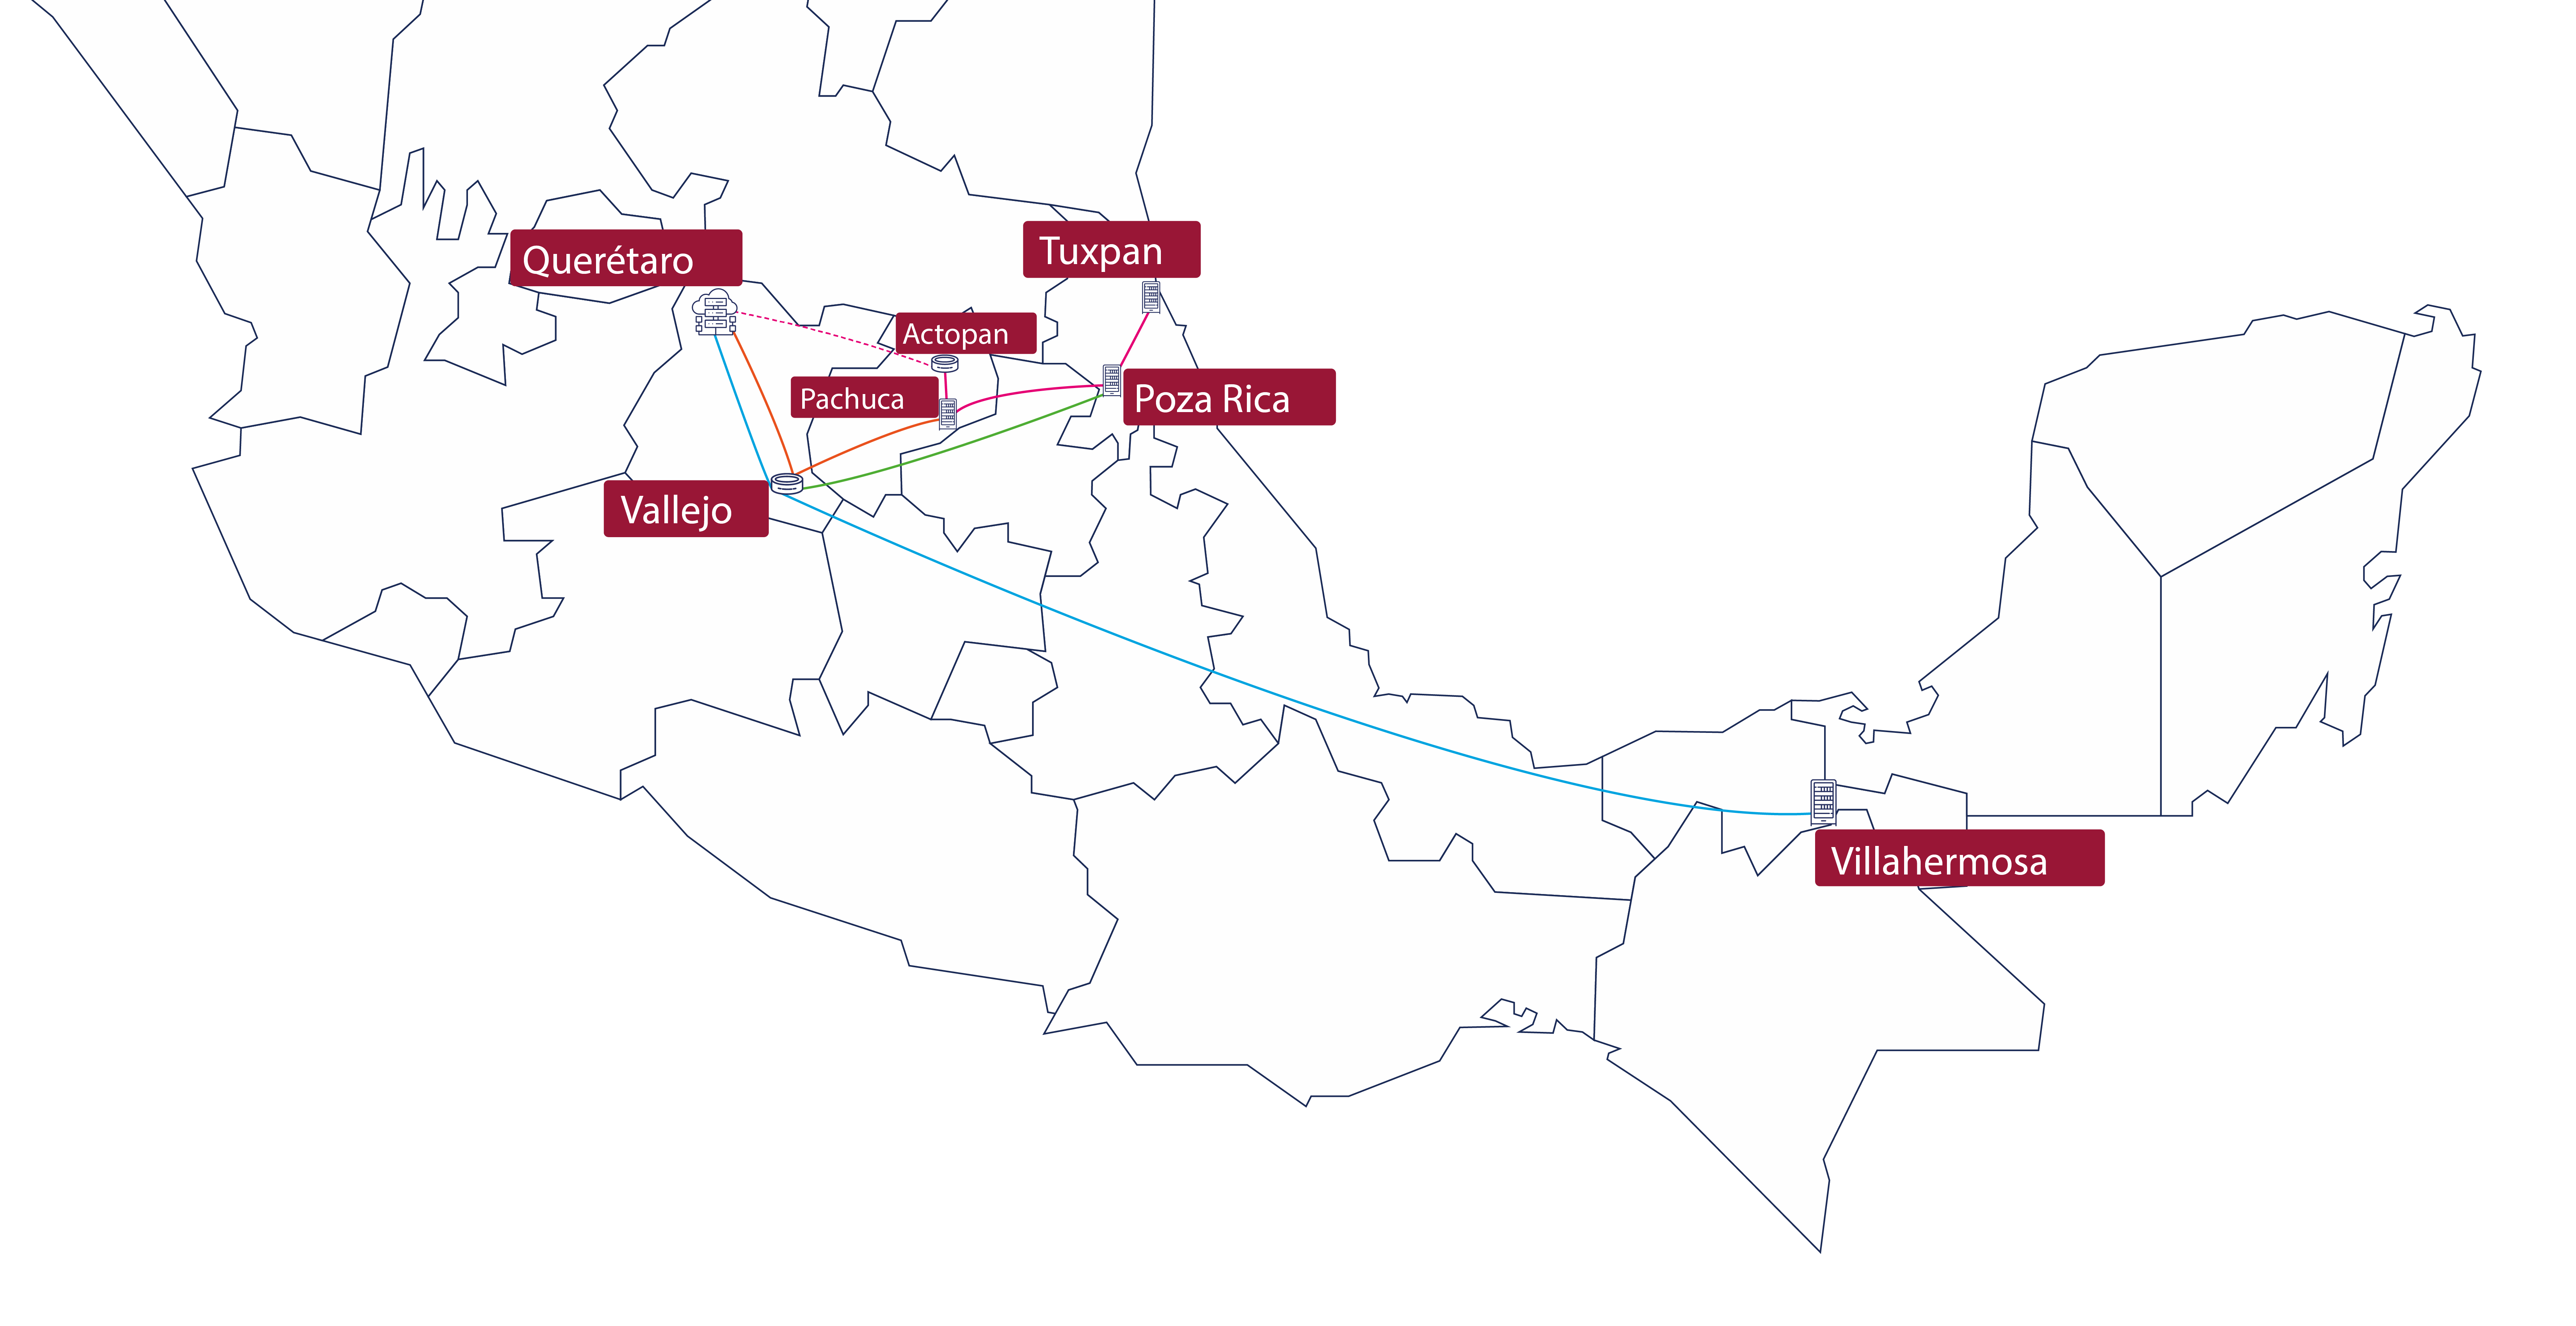 Querétaro
Tuxpan
Actopan
Pachuca
Poza Rica
Vallejo
Villahermosa